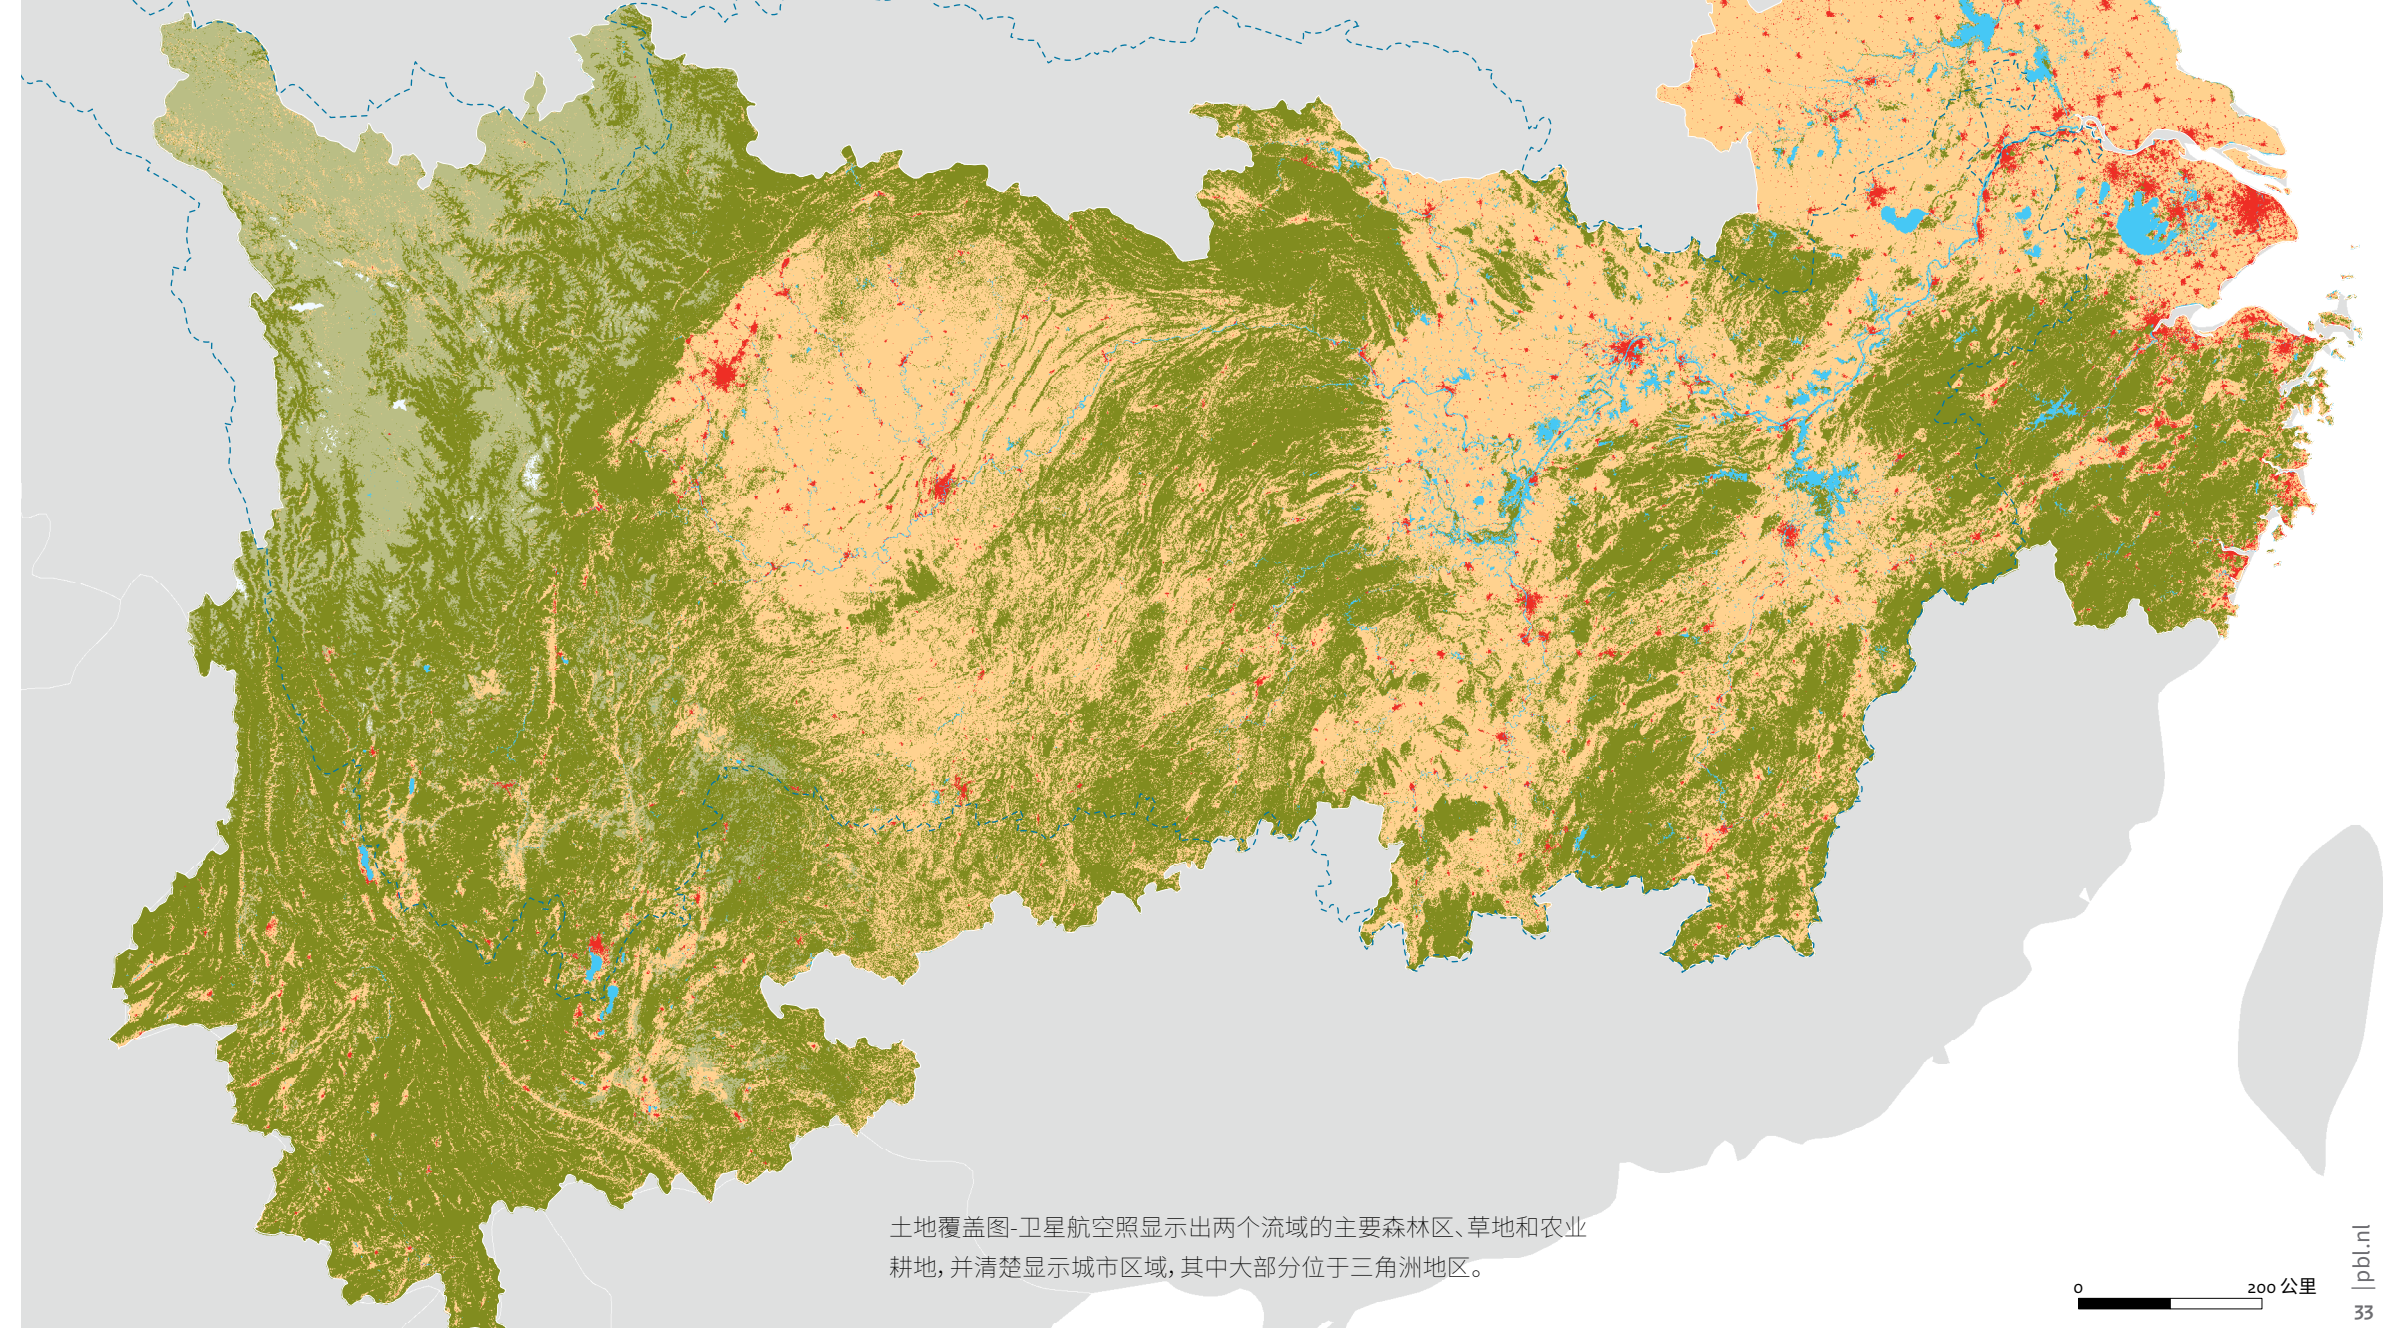 土地覆盖图-卫星航空照显示出两个流域的主要森林区、草地和农业
耕地，并清楚显示城市区域，其中大部分位于三角洲地区。
0 200 公里
|pbl.nl
33